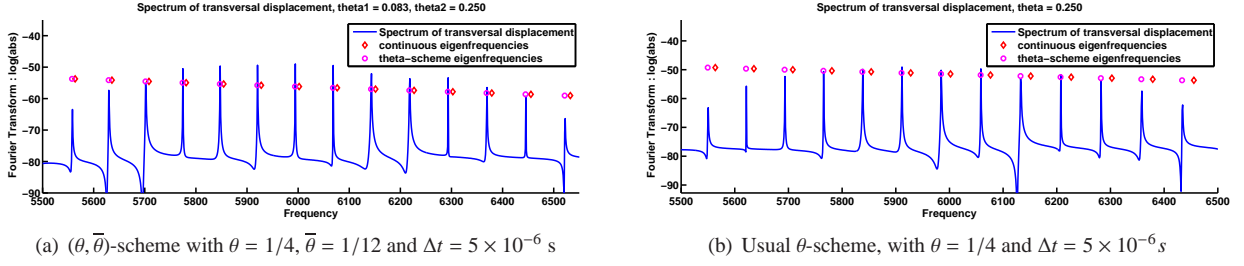 Spectrum of transversal displacement, theta1 = 0.083, theta2 = 0.250
Fourier Transform : log(abs)
−40
−50
−60
−70
−80
−90
Spectrum of transversal displacement
continuous eigenfrequencies
theta−scheme eigenfrequencies
5500 5600 5700 5800 5900 6000 6100 6200 6300 6400 6500
Frequency
(a) (θ, θ̅)-scheme with θ = 1/4, θ̅ = 1/12 and Δt = 5 × 10⁻⁶ s
Spectrum of transversal displacement, theta = 0.250
Fourier Transform : log(abs)
−30
−40
−50
−60
−70
−80
−90
Spectrum of transversal displacement
continuous eigenfrequencies
theta−scheme eigenfrequencies
5500 5600 5700 5800 5900 6000 6100 6200 6300 6400 6500
Frequency
(b) Usual θ-scheme, with θ = 1/4 and Δt = 5 × 10⁻⁶ s